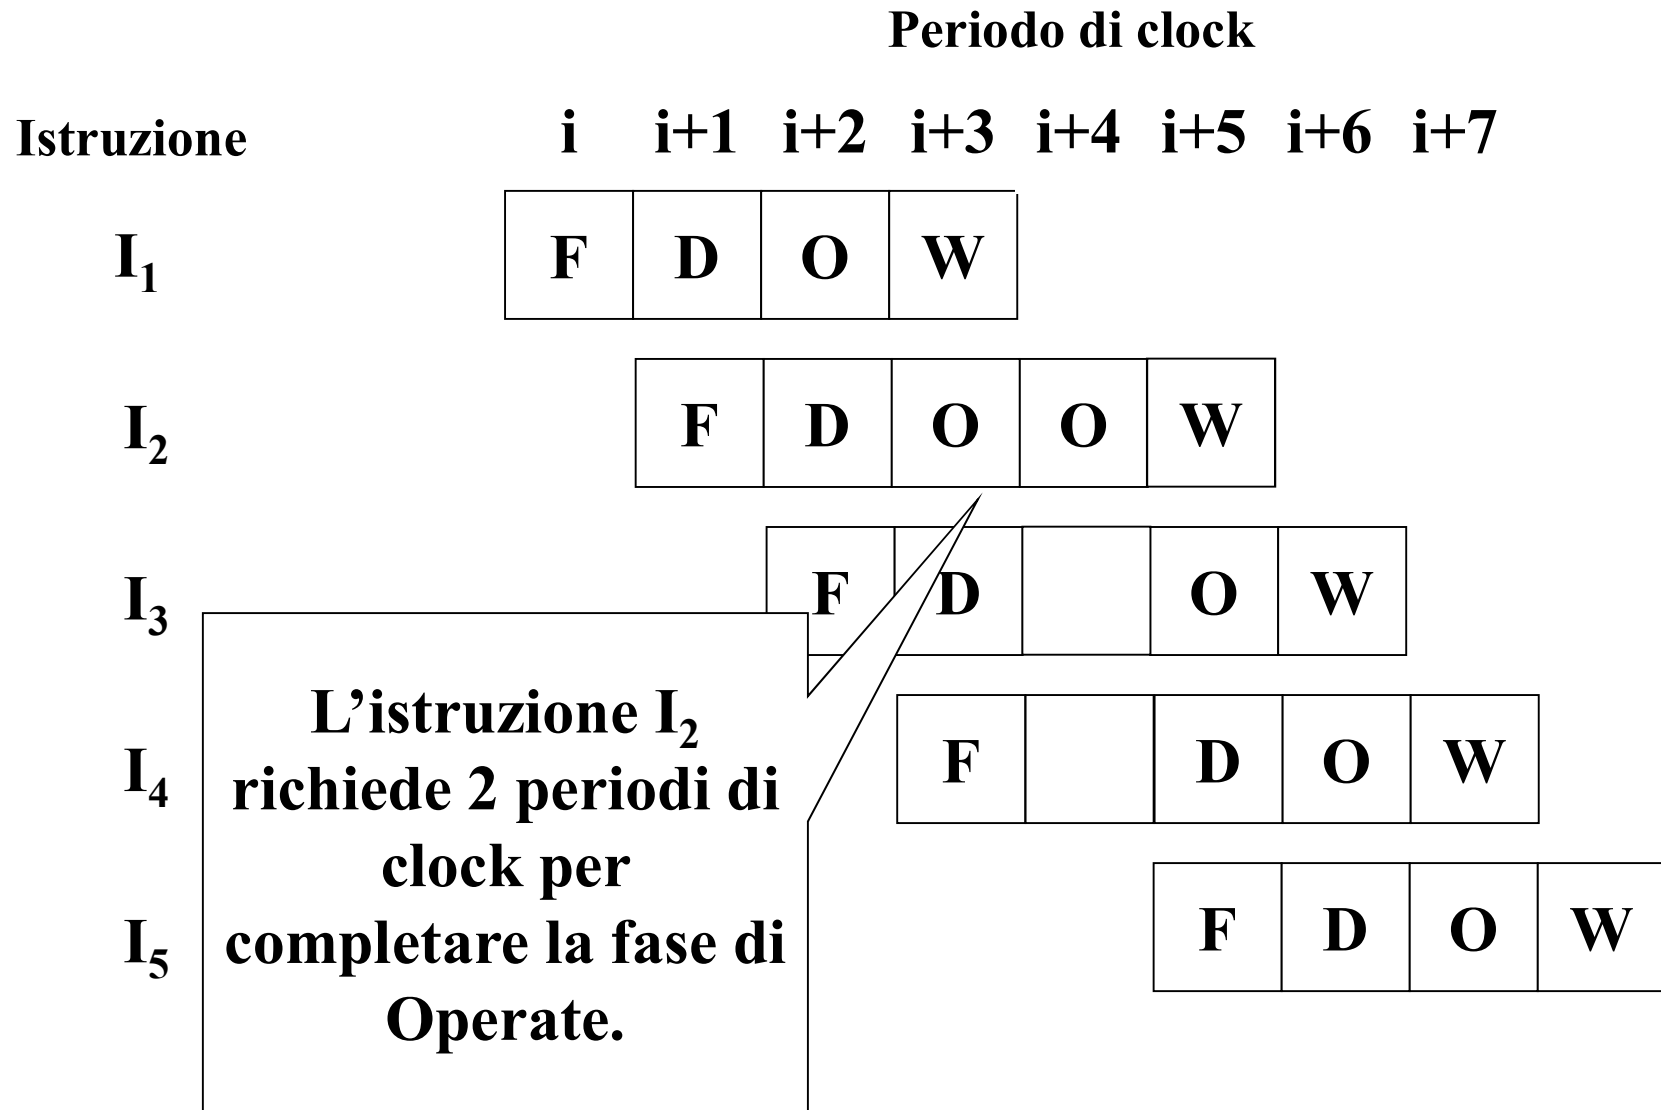 Periodo di clock
Istruzione i i+1 i+2 i+3 i+4 i+5 i+6 i+7
I1 F D O W
I2 F D O O W
I3 F D O W
I4 F D O W
I5 F D O W
L’istruzione I2
richiede 2 periodi di
clock per
completare la fase di
Operate.